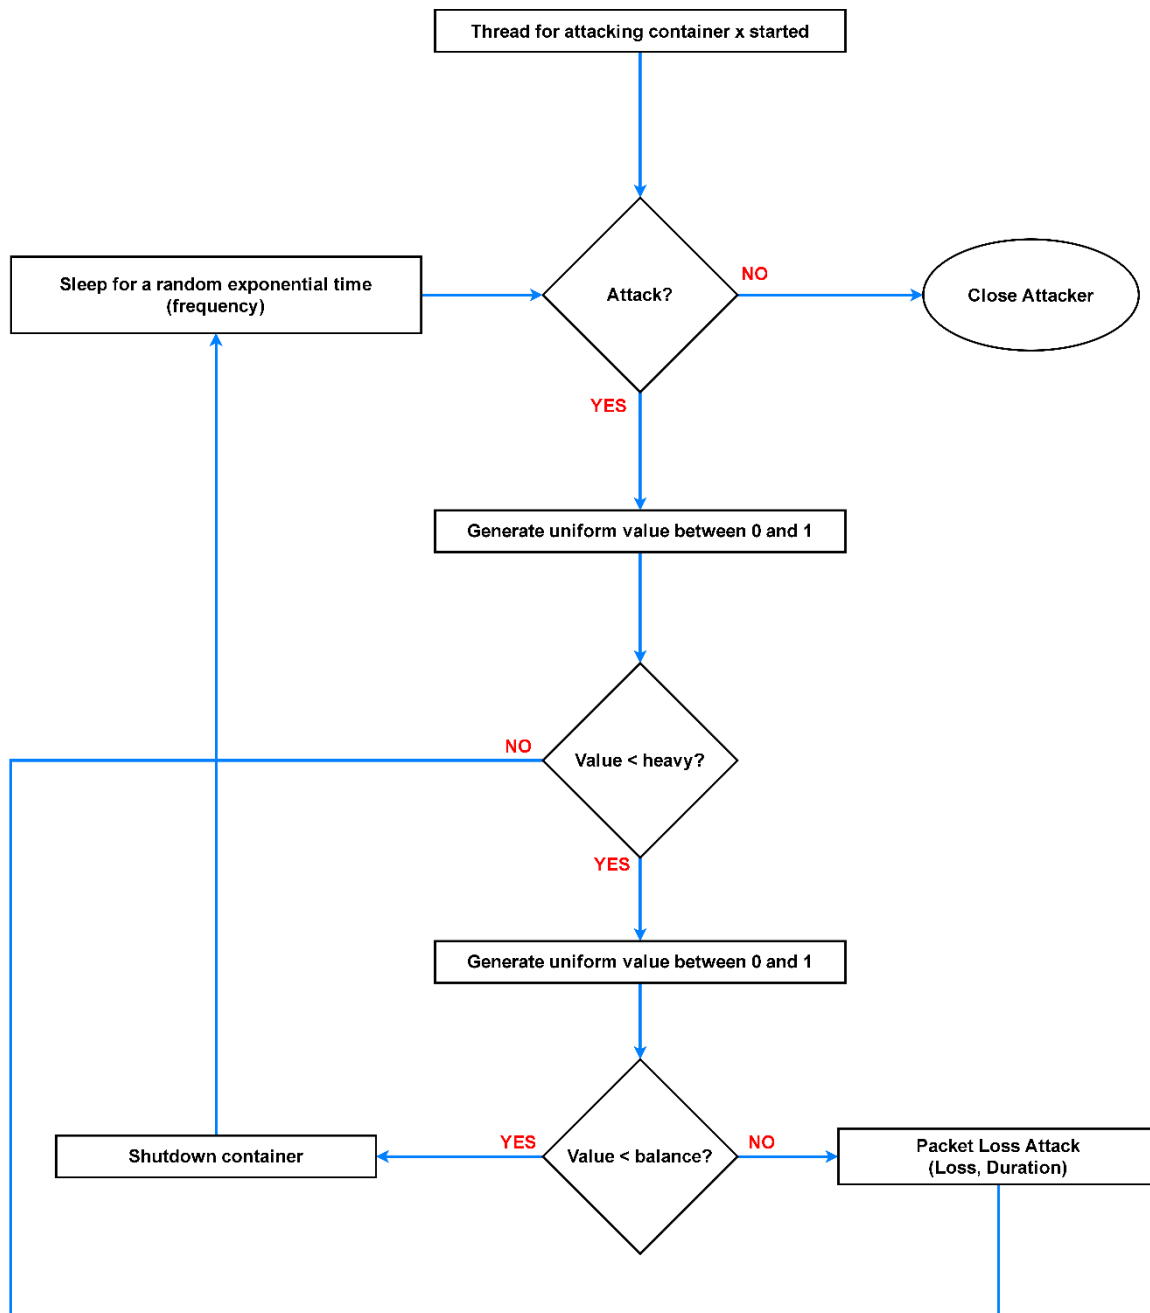 Thread for attacking container x started
Sleep for a random exponential time
(frequency)
Attack?
NO
Close Attacker
YES
Generate uniform value between 0 and 1
NO
Value < heavy?
YES
Generate uniform value between 0 and 1
Shutdown container
YES
Value < balance?
NO
Packet Loss Attack
(Loss, Duration)